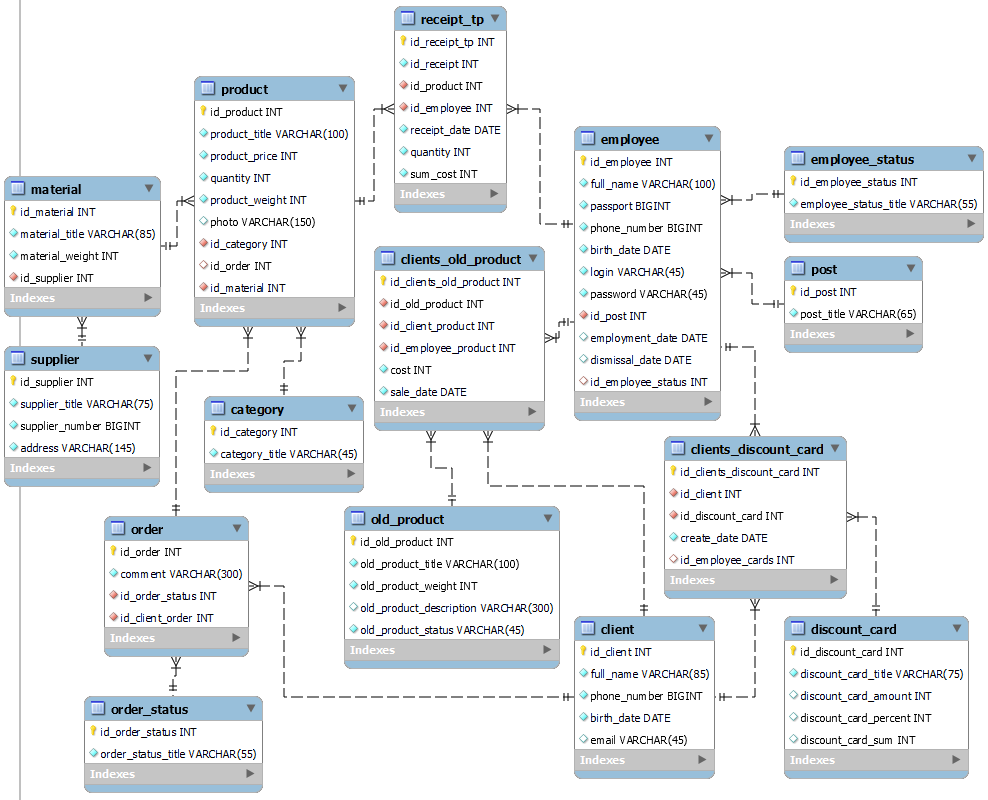 receipt_tp
id_receipt_tp INT
id_receipt INT
id_product INT
id_employee INT
receipt_date DATE
quantity INT
sum_cost INT
Indexes
product
id_product INT
product_title VARCHAR(100)
product_price INT
quantity INT
product_weight INT
photo VARCHAR(150)
id_category INT
id_order INT
id_material INT
Indexes
employee
id_employee INT
full_name VARCHAR(100)
passport BIGINT
phone_number BIGINT
birth_date DATE
login VARCHAR(45)
password VARCHAR(45)
id_post INT
employment_date DATE
dismissal_date DATE
id_employee_status INT
Indexes
employee_status
id_employee_status INT
employee_status_title VARCHAR(55)
Indexes
material
id_material INT
material_title VARCHAR(85)
material_weight INT
id_supplier INT
Indexes
clients_old_product
id_clients_old_product INT
id_old_product INT
id_client_product INT
id_employee_product INT
cost INT
sale_date DATE
Indexes
post
id_post INT
post_title VARCHAR(65)
Indexes
supplier
id_supplier INT
supplier_title VARCHAR(75)
supplier_number BIGINT
address VARCHAR(145)
Indexes
category
id_category INT
category_title VARCHAR(45)
Indexes
clients_discount_card
id_clients_discount_card INT
id_client INT
id_discount_card INT
create_date DATE
id_employee_cards INT
Indexes
order
id_order INT
comment VARCHAR(300)
id_order_status INT
id_client_order INT
Indexes
old_product
id_old_product INT
old_product_title VARCHAR(100)
old_product_weight INT
old_product_description VARCHAR(300)
old_product_status VARCHAR(45)
Indexes
client
id_client INT
full_name VARCHAR(85)
phone_number BIGINT
birth_date DATE
email VARCHAR(45)
Indexes
discount_card
id_discount_card INT
discount_card_title VARCHAR(75)
discount_card_amount INT
discount_card_percent INT
discount_card_sum INT
Indexes
order_status
id_order_status INT
order_status_title VARCHAR(55)
Indexes